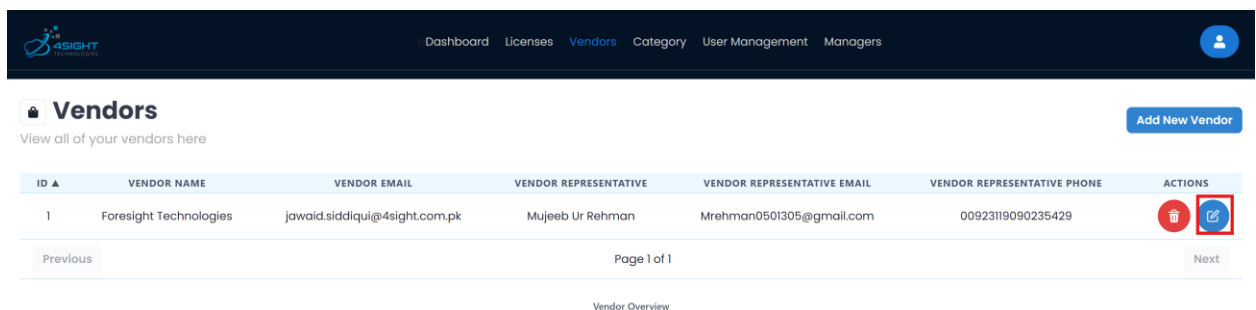 4SIGHT
TECHNOLOGIES
Dashboard Licenses Vendors Category User Management Managers
Vendors
View all of your vendors here
Add New Vendor
ID ▲ VENDOR NAME VENDOR EMAIL VENDOR REPRESENTATIVE VENDOR REPRESENTATIVE EMAIL VENDOR REPRESENTATIVE PHONE ACTIONS
1 Foresight Technologies jawaid.siddiqui@4sight.com.pk Mujeeb Ur Rehman Mrehman0501305@gmail.com 00923119090235429
Previous Page 1 of 1 Next
Vendor Overview